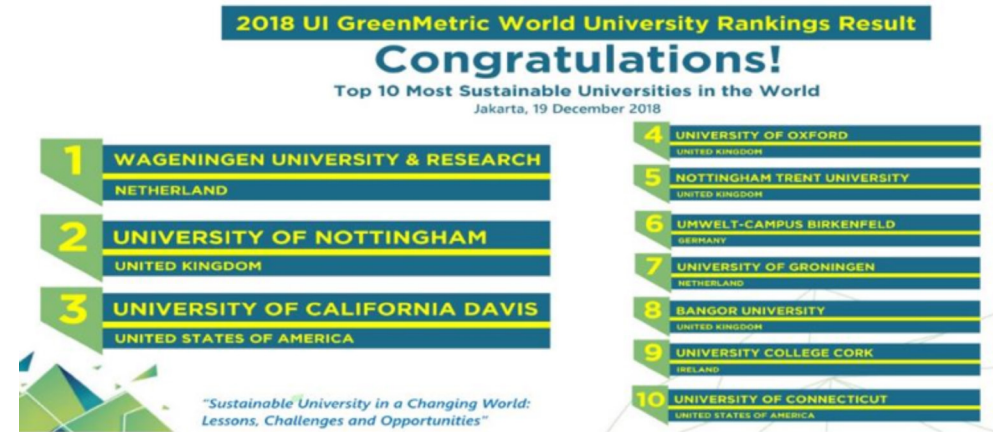 2018 UI GreenMetric World University Rankings Result
Congratulations!
Top 10 Most Sustainable Universities in the World
Jakarta, 19 December 2018
1
WAGENINGEN UNIVERSITY & RESEARCH
NETHERLAND
2
UNIVERSITY OF NOTTINGHAM
UNITED KINGDOM
3
UNIVERSITY OF CALIFORNIA DAVIS
UNITED STATES OF AMERICA
4
UNIVERSITY OF OXFORD
UNITED KINGDOM
5
NOTTINGHAM TRENT UNIVERSITY
UNITED KINGDOM
6
UMWELT-CAMPUS BIRKENFELD
GERMANY
7
UNIVERSITY OF GRONINGEN
NETHERLAND
8
BANGOR UNIVERSITY
UNITED KINGDOM
9
UNIVERSITY COLLEGE CORK
IRELAND
10
UNIVERSITY OF CONNECTICUT
UNITED STATES OF AMERICA
"Sustainable University in a Changing World:
Lessons, Challenges and Opportunities"